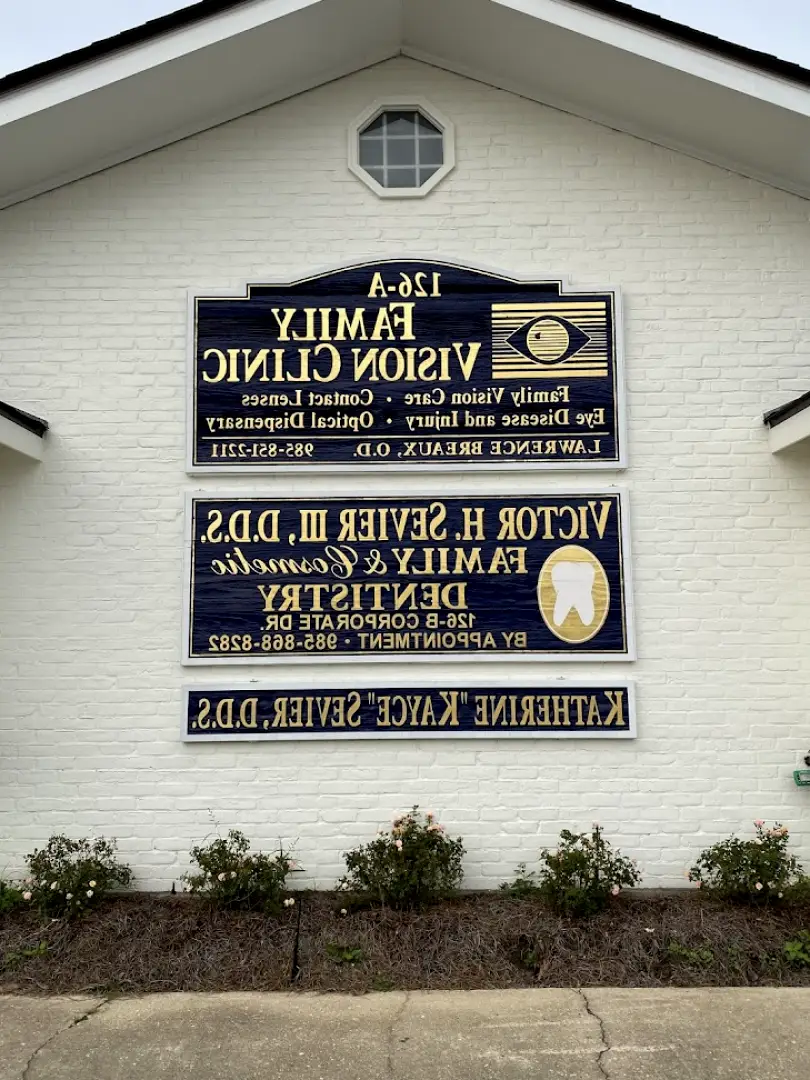 126-A
FAMILY
VISION CLINIC
Family Vision Care • Contact Lenses
Eye Disease and Injury • Optical Dispensary
LAWRENCE BREAUX, O.D. 985-851-2211
VICTOR H. SEVIER III, D.D.S.
FAMILY & Cosmetic
DENTISTRY
126-B CORPORATE DR.
BY APPOINTMENT • 985-868-8282
KATHERINE "KAYCE" SEVIER, D.D.S.